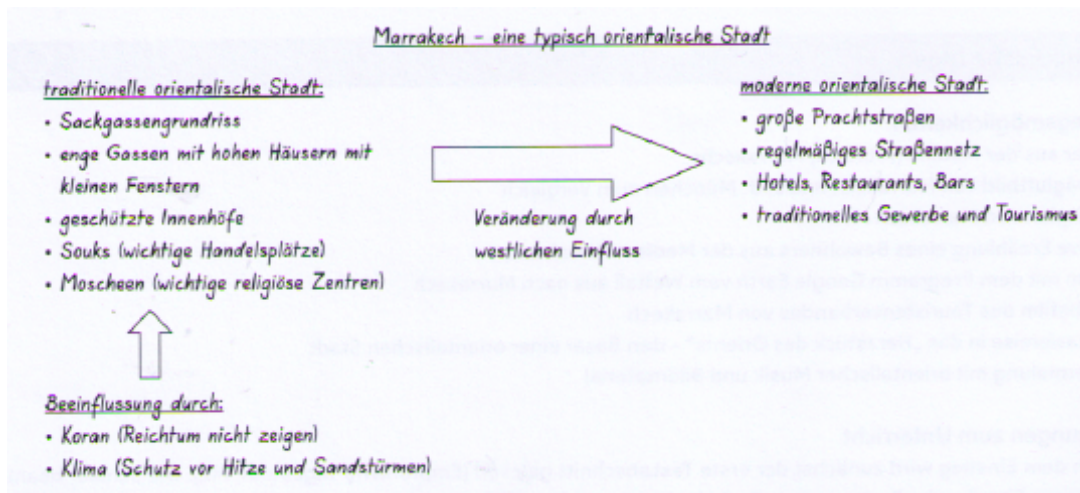 Marrakech – eine typisch orientalische Stadt
traditionelle orientalische Stadt:
• Sackgassengrundriss
• enge Gassen mit hohen Häusern mit
kleinen Fenstern
• geschützte Innenhöfe
• Souks (wichtige Handelsplätze)
• Moscheen (wichtige religiöse Zentren)
Beeinflussung durch:
• Koran (Reichtum nicht zeigen)
• Klima (Schutz vor Hitze und Sandstürmen)
Veränderung durch
westlichen Einfluss
moderne orientalische Stadt:
• große Prachtstraßen
• regelmäßiges Straßennetz
• Hotels, Restaurants, Bars
• traditionelles Gewerbe und Tourismus